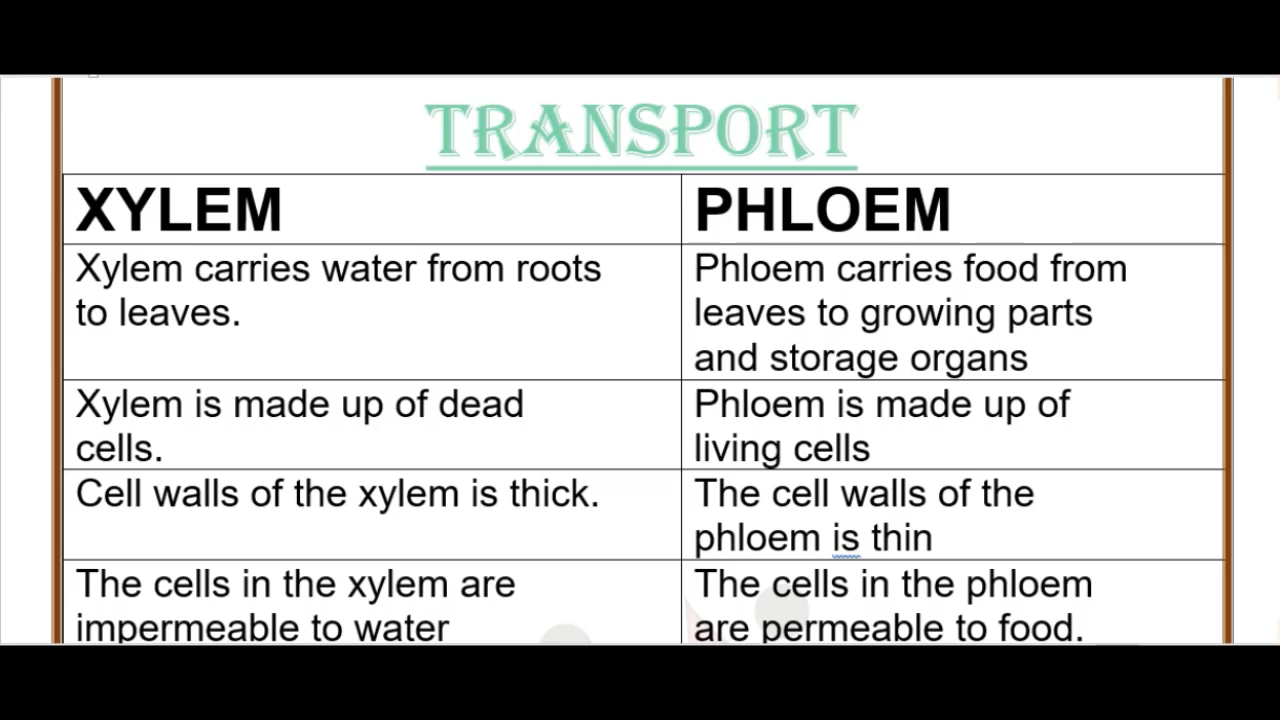 TRANSPORT
XYLEM
PHLOEM
Xylem carries water from roots
to leaves.
Phloem carries food from
leaves to growing parts
and storage organs
Xylem is made up of dead
cells.
Phloem is made up of
living cells
Cell walls of the xylem is thick.
The cell walls of the
phloem is thin
The cells in the xylem are
impermeable to water
The cells in the phloem
are permeable to food.